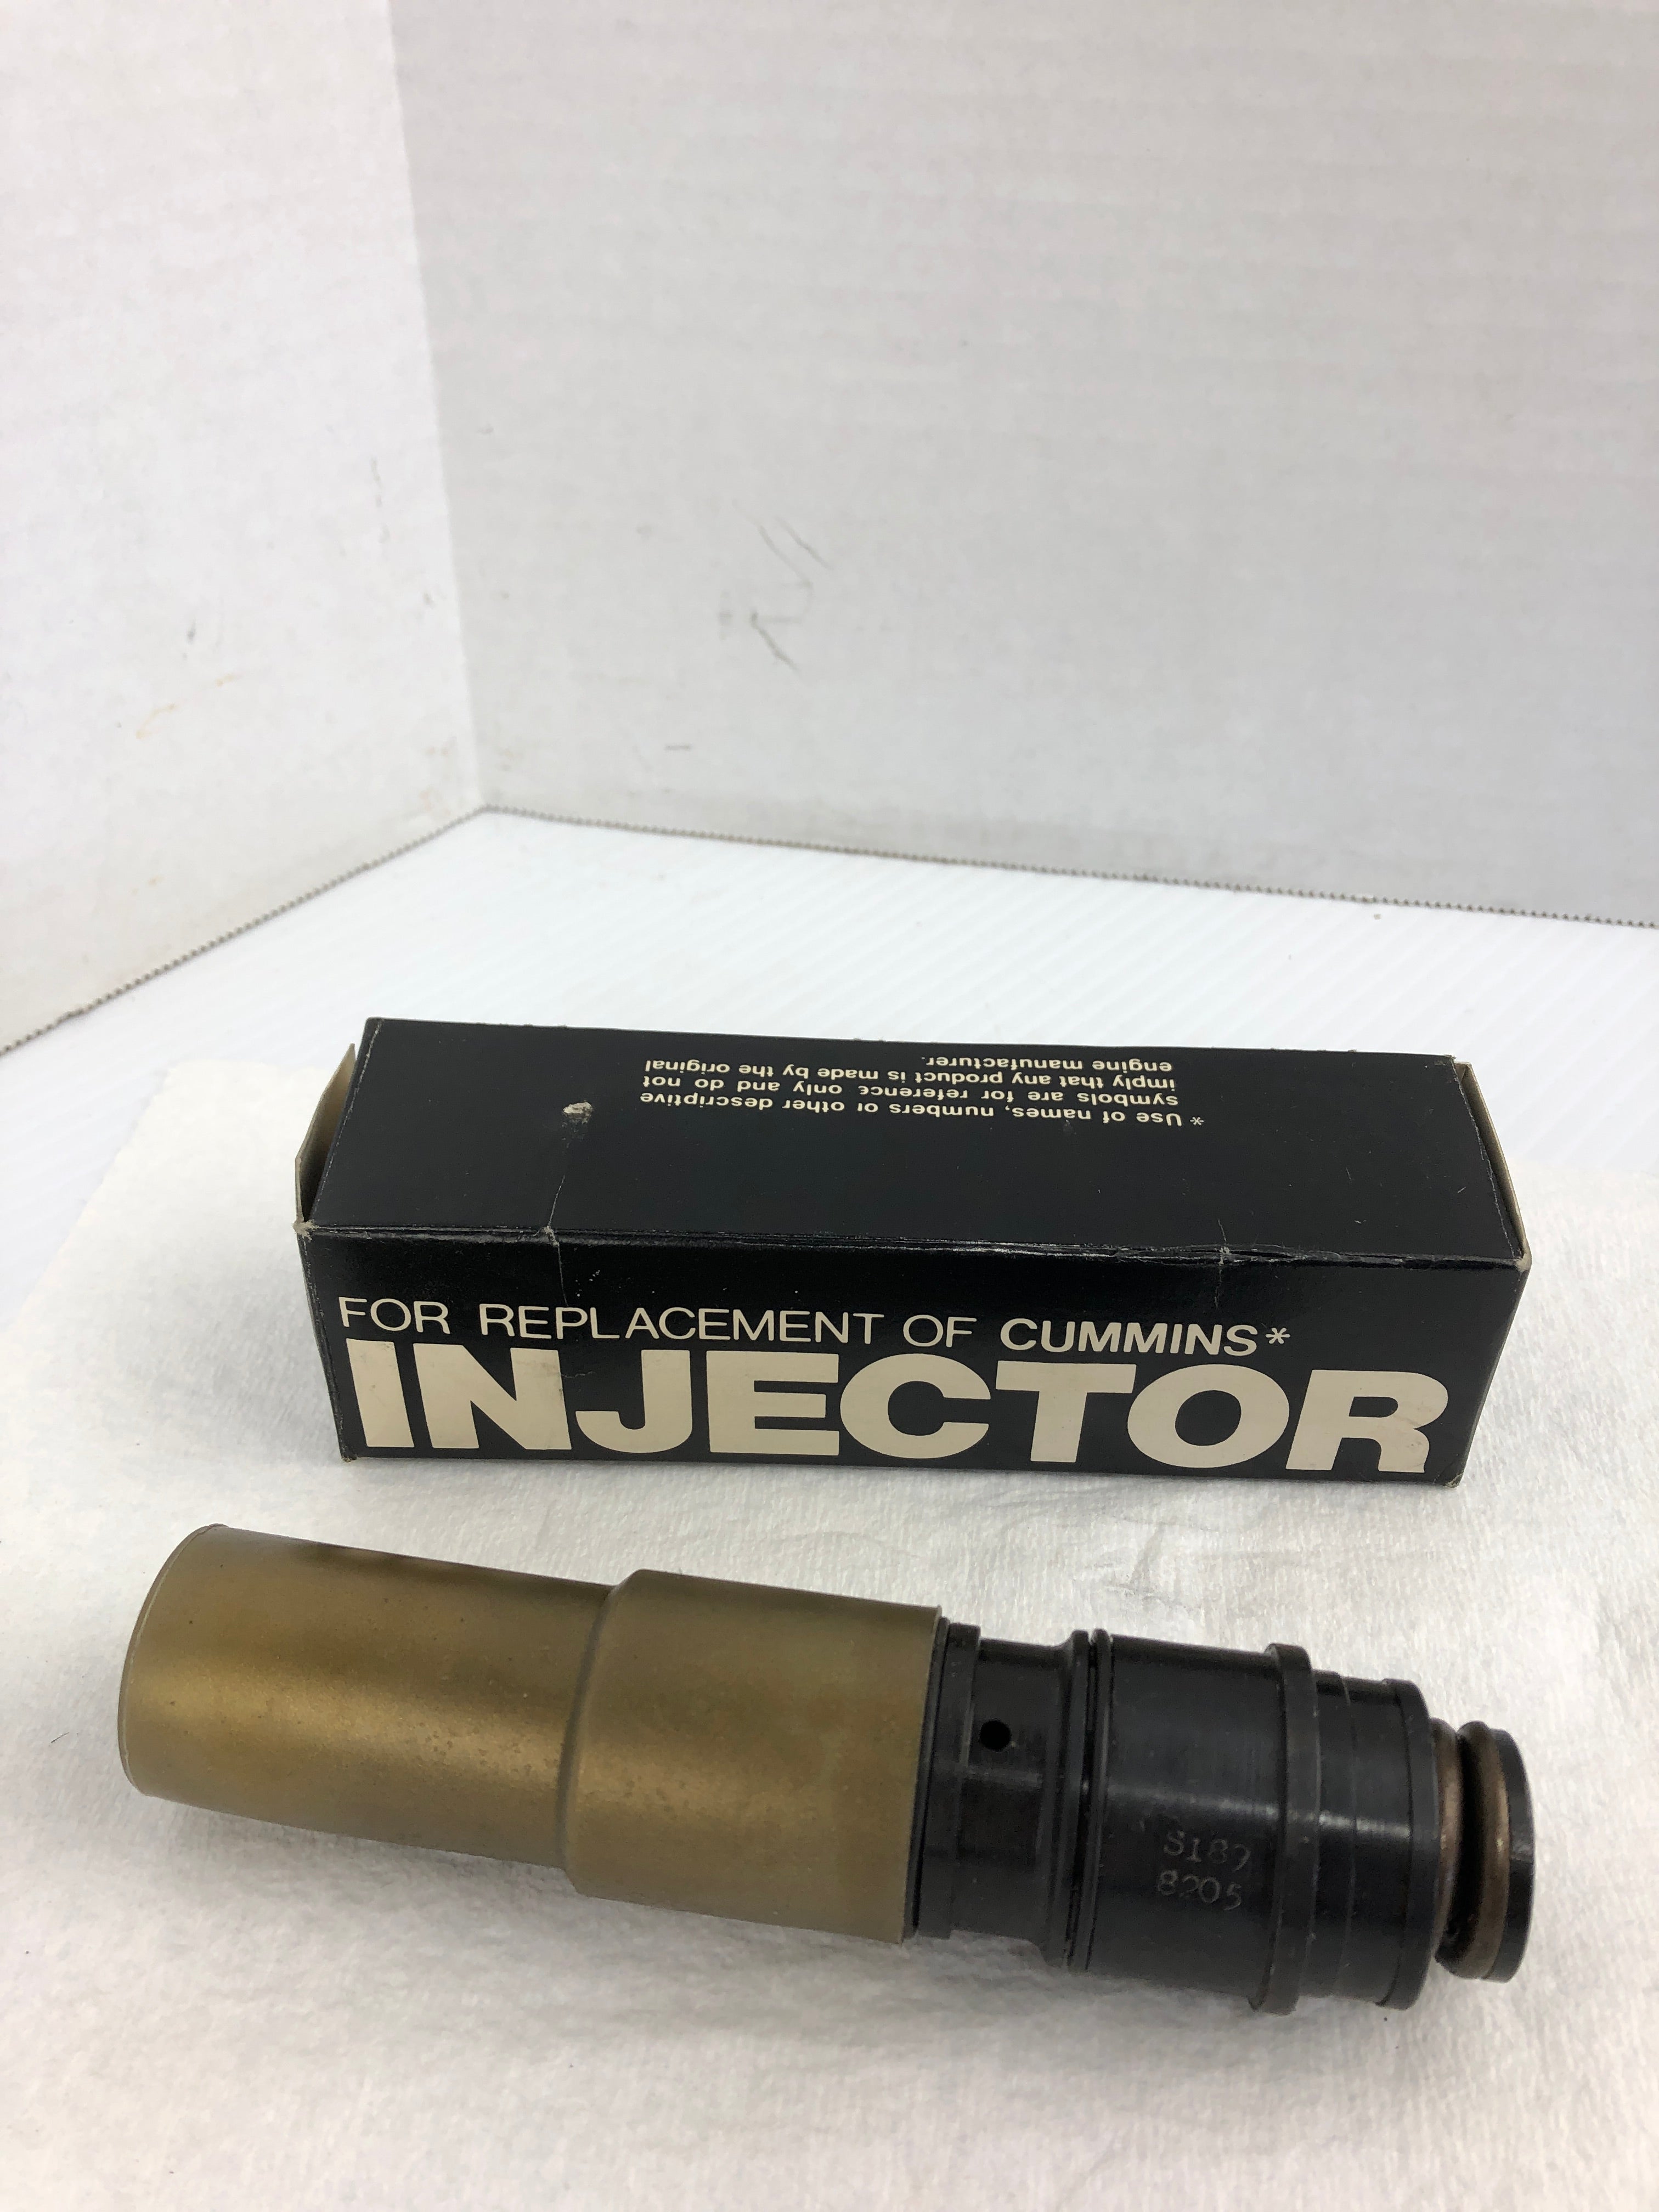 * Use of names, numbers or other descriptive
symbols are for reference only and do not
imply that any product is made by the original
engine manufacturer.
FOR REPLACEMENT OF CUMMINS*
INJECTOR
S189
8205